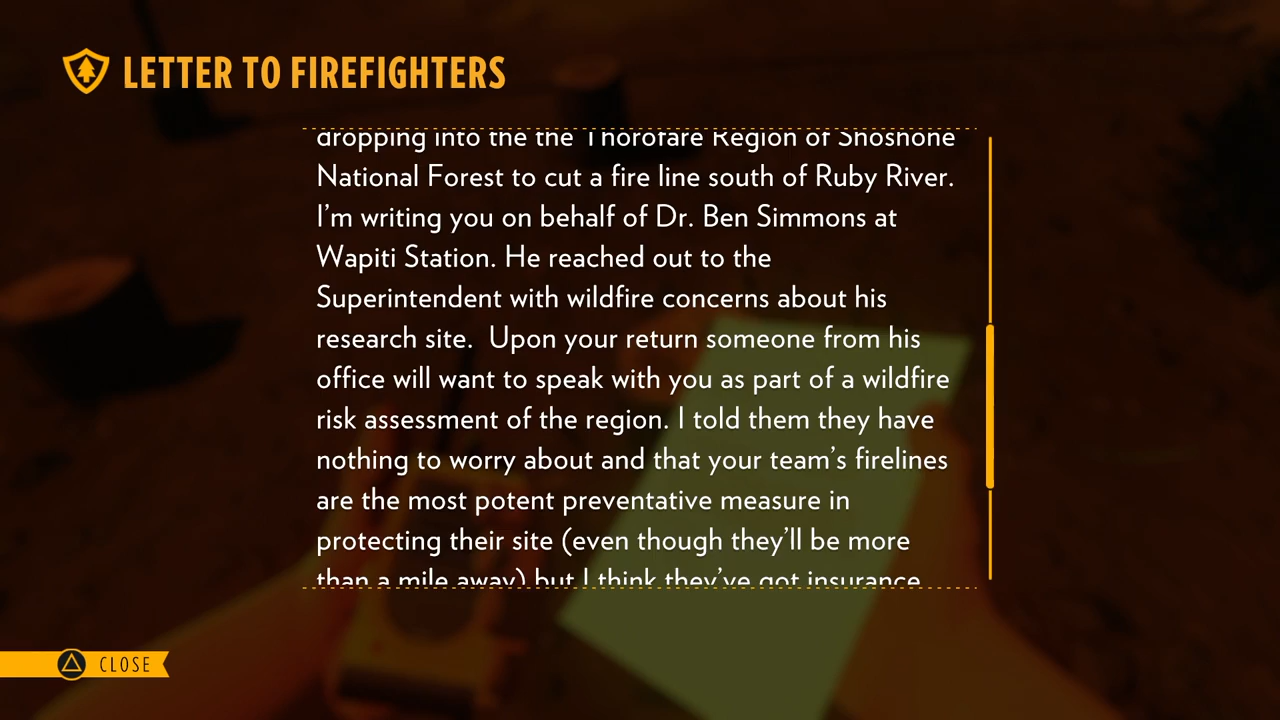 LETTER TO FIREFIGHTERS
dropping into the the Thorofare Region of Shoshone
National Forest to cut a fire line south of Ruby River.
I'm writing you on behalf of Dr. Ben Simmons at
Wapiti Station. He reached out to the
Superintendent with wildfire concerns about his
research site.  Upon your return someone from his
office will want to speak with you as part of a wildfire
risk assessment of the region. I told them they have
nothing to worry about and that your team's firelines
are the most potent preventative measure in
protecting their site (even though they'll be more
than a mile away) but I think they've got insurance
CLOSE